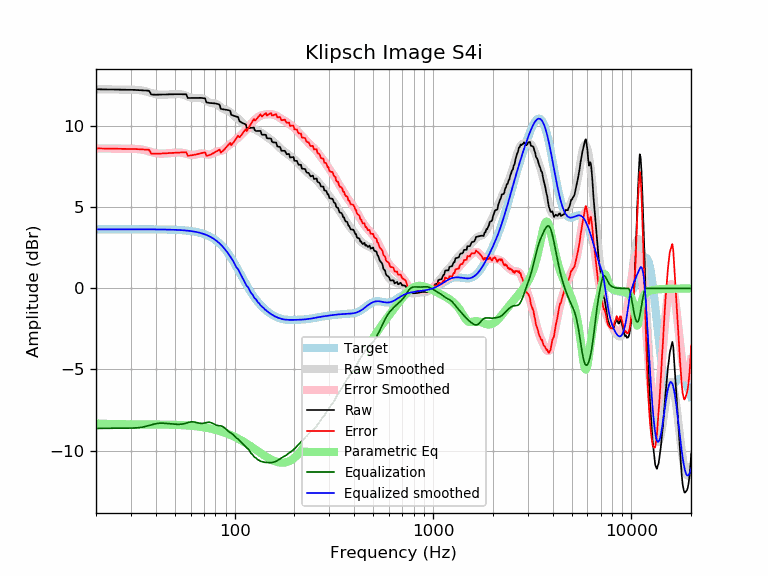 Klipsch Image S4i
Amplitude (dBr)
10
5
0
−5
−10
Target
Raw Smoothed
Error Smoothed
Raw
Error
Parametric Eq
Equalization
Equalized smoothed
100
1000
10000
Frequency (Hz)